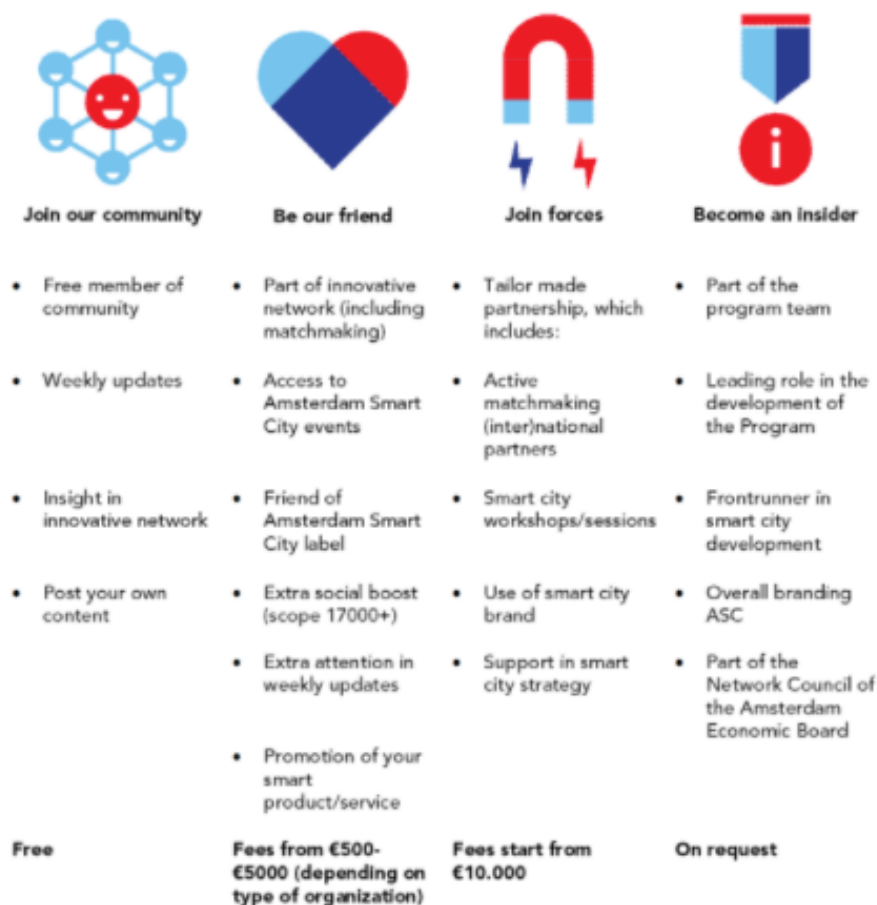 i
Join our community
Be our friend
Join forces
Become an insider
• Free member of
community
• Weekly updates
• Insight in
innovative network
• Post your own
content
Free
• Part of innovative
network (including
matchmaking)
• Access to
Amsterdam Smart
City events
• Friend of
Amsterdam Smart
City label
• Extra social boost
(scope 17000+)
• Extra attention in
weekly updates
• Promotion of your
smart
product/service
Fees from €500-
€5000 (depending on
type of organization)
• Tailor made
partnership, which
includes:
• Active
matchmaking
(inter)national
partners
• Smart city
workshops/sessions
• Use of smart city
brand
• Support in smart
city strategy
Fees start from
€10.000
• Part of the
program team
• Leading role in the
development of
the Program
• Frontrunner in
smart city
development
• Overall branding
ASC
• Part of the
Network Council of
the Amsterdam
Economic Board
On request